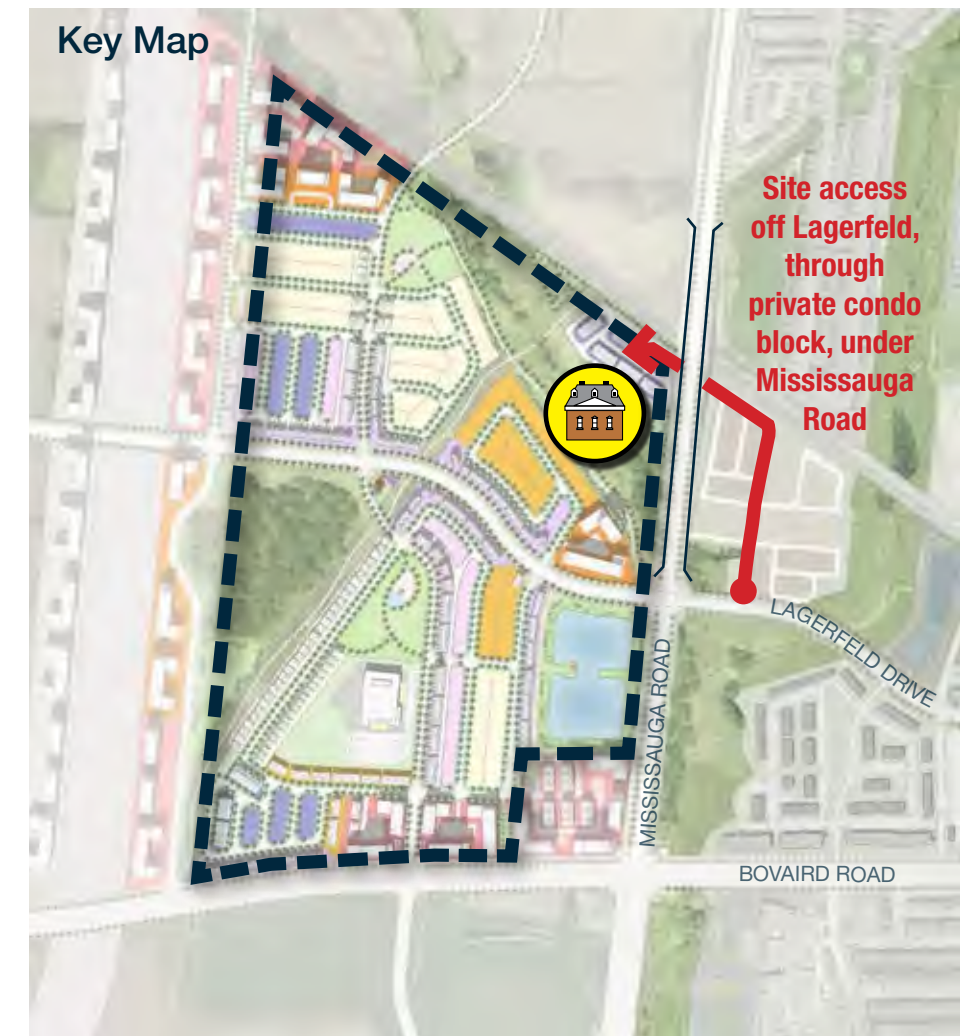 Key Map
Site access
off Lagerfeld,
through
private condo
block, under
Mississauga
Road
LAGERFELD DRIVE
MISSISSAUGA ROAD
BOVAIRD ROAD